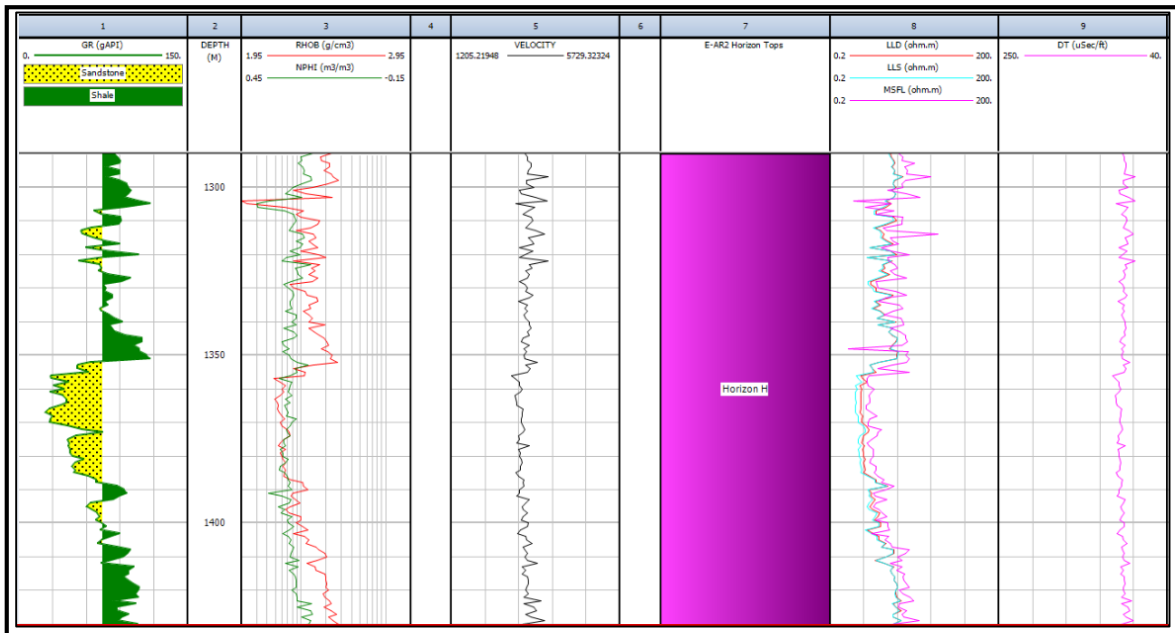 1 2 3 4 5 6 7 8 9
GR (gAPI) DEPTH RHOB (g/cm3) VELOCITY E-AR2 Horizon Tops LLD (ohm.m) DT (uSec/ft)
0. 150. (M) 1.95 2.95 1205.21948 5729.32324 0.2 200. 250. 40.
Sandstone NPHI (m3/m3) LLS (ohm.m)
0.45 -0.15 0.2 200.
Shale MSFL (ohm.m)
0.2 200.
1300
1350
Horizon H
1400